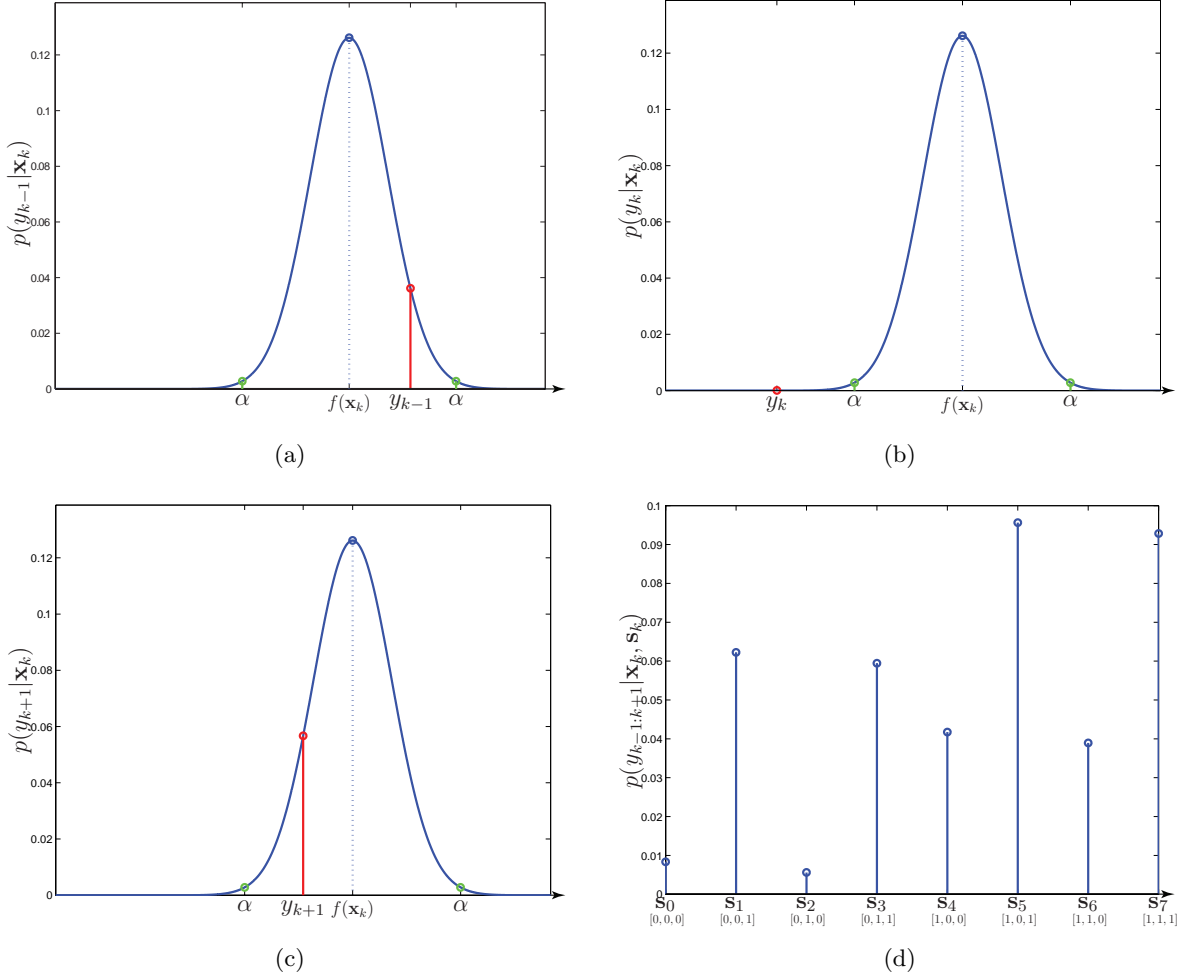 0.12
0.1
0.08
0.06
0.04
0.02
0
p(y_{k−1}|x_k)
α
f(x_k)
y_{k−1}
α
(a)
0.12
0.1
0.08
0.06
0.04
0.02
0
p(y_k|x_k)
y_k
α
f(x_k)
α
(b)
0.12
0.1
0.08
0.06
0.04
0.02
0
p(y_{k+1}|x_k)
α
y_{k+1}
f(x_k)
α
(c)
0.1
0.09
0.08
0.07
0.06
0.05
0.04
0.03
0.02
0.01
0
p(y_{k−1:k+1}|x_k, s_k)
s_0 s_1 s_2 s_3 s_4 s_5 s_6 s_7
[0, 0, 0] [0, 0, 1] [0, 1, 0] [0, 1, 1] [1, 0, 0] [1, 0, 1] [1, 1, 0] [1, 1, 1]
(d)